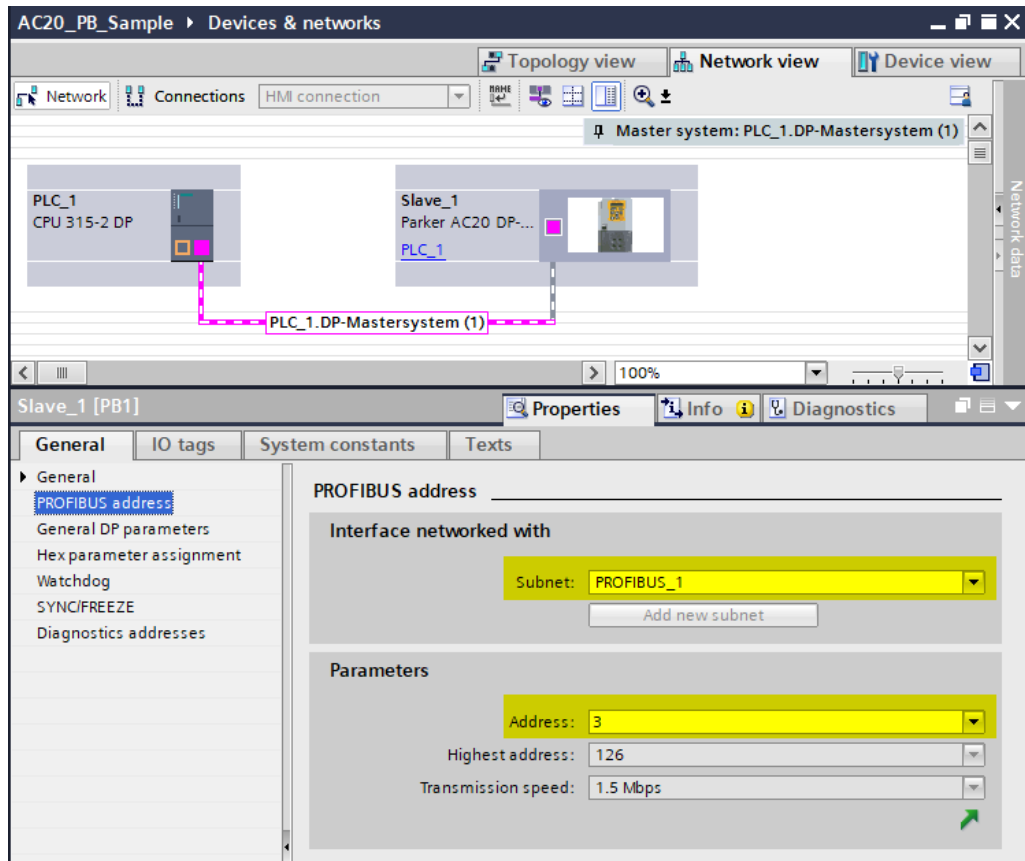 AC20_PB_Sample ▸ Devices & networks
Topology view
Network view
Device view
Network
Connections
HMI connection
Master system: PLC_1.DP-Mastersystem (1)
PLC_1
CPU 315-2 DP
Slave_1
Parker AC20 DP-...
PLC_1
PLC_1.DP-Mastersystem (1)
Network data
100%
Slave_1 [PB1]
Properties
Info
Diagnostics
General
IO tags
System constants
Texts
General
PROFIBUS address
General DP parameters
Hex parameter assignment
Watchdog
SYNC/FREEZE
Diagnostics addresses
PROFIBUS address
Interface networked with
Subnet: PROFIBUS_1
Add new subnet
Parameters
Address: 3
Highest address: 126
Transmission speed: 1.5 Mbps